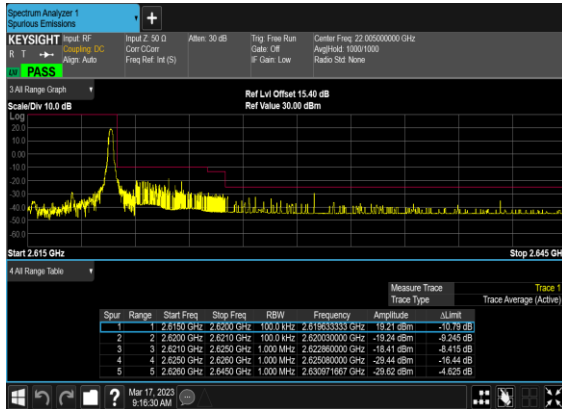 Spectrum Analyzer 1
Spurious Emissions
KEYSIGHT Input: RF Input Z: 50 Ω Atten: 30 dB Trig: Free Run Center Freq: 22.005000000 GHz
R T Coupling: DC Corr CCorr Gate: Off Avg|Hold: 1000/1000
Align: Auto Freq Ref: Int (S) IF Gain: Low Radio Std: None
PASS
3 All Range Graph
Ref Lvl Offset 15.40 dB
Scale/Div 10.0 dB Ref Value 30.00 dBm
Log
20.0
10.0
0.00
-10.0
-20.0
-30.0
-40.0
-50.0
-60.0
Start 2.615 GHz Stop 2.645 GH
4 All Range Table
Measure Trace Trace 1
Trace Type Trace Average (Active)
Spur Range Start Freq Stop Freq RBW Frequency Amplitude ΔLimit
1 1 2.6150 GHz 2.6200 GHz 100.0 kHz 2.619633333 GHz 19.21 dBm -10.79 dB
2 2 2.6200 GHz 2.6210 GHz 100.0 kHz 2.620030000 GHz -19.24 dBm -9.245 dB
3 3 2.6210 GHz 2.6250 GHz 1.000 MHz 2.622860000 GHz -18.41 dBm -8.415 dB
4 4 2.6250 GHz 2.6260 GHz 1.000 MHz 2.625080000 GHz -29.44 dBm -16.44 dB
5 5 2.6260 GHz 2.6450 GHz 1.000 MHz 2.630971667 GHz -29.62 dBm -4.625 dB
Mar 17, 2023
9:16:30 AM